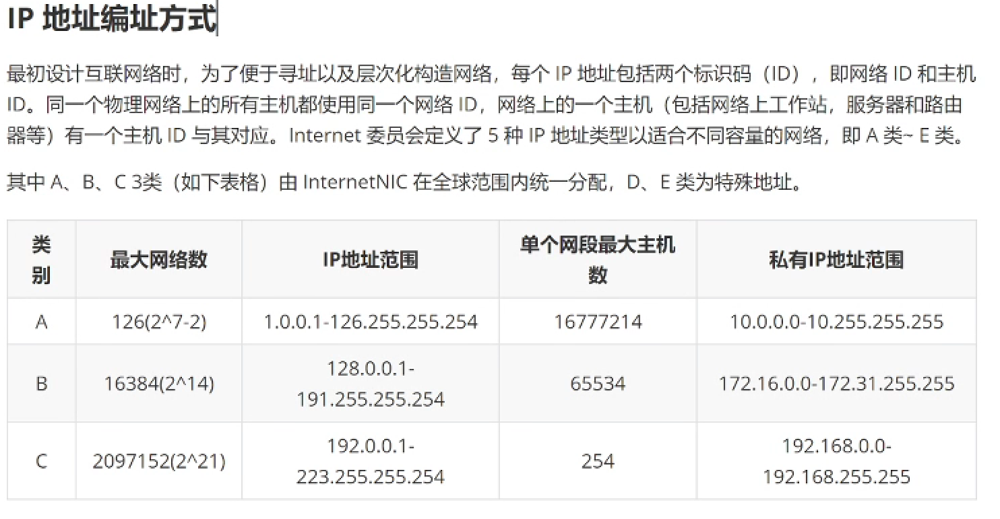 IP 地址编址方式
最初设计互联网络时，为了便于寻址以及层次化构造网络，每个 IP 地址包括两个标识码（ID），即网络 ID 和主机
ID。同一个物理网络上的所有主机都使用同一个网络 ID，网络上的一个主机（包括网络上工作站，服务器和路由
器等）有一个主机 ID 与其对应。Internet 委员会定义了 5 种 IP 地址类型以适合不同容量的网络，即 A 类~ E 类。
其中 A、B、C 3类（如下表格）由 InternetNIC 在全球范围内统一分配，D、E 类为特殊地址。
类
别
最大网络数
IP地址范围
单个网段最大主机
数
私有IP地址范围
A
126(2^7-2)
1.0.0.1-126.255.255.254
16777214
10.0.0.0-10.255.255.255
B
16384(2^14)
128.0.0.1-
191.255.255.254
65534
172.16.0.0-172.31.255.255
C
2097152(2^21)
192.0.0.1-
223.255.255.254
254
192.168.0.0-
192.168.255.255